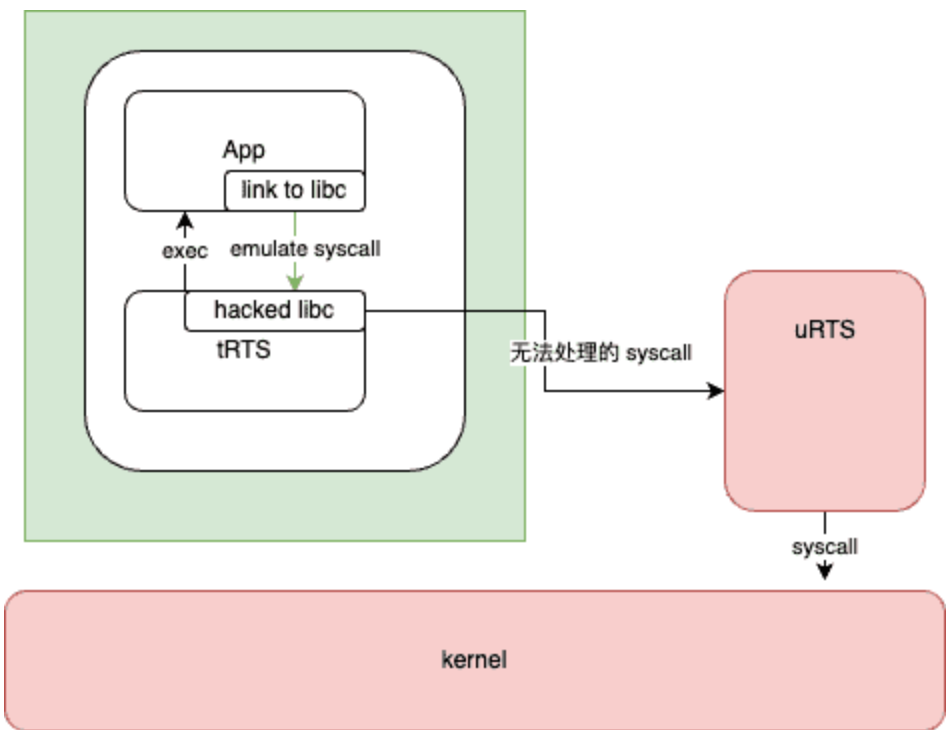 App
link to libc
exec
emulate syscall
hacked libc
tRTS
无法处理的 syscall
uRTS
syscall
kernel